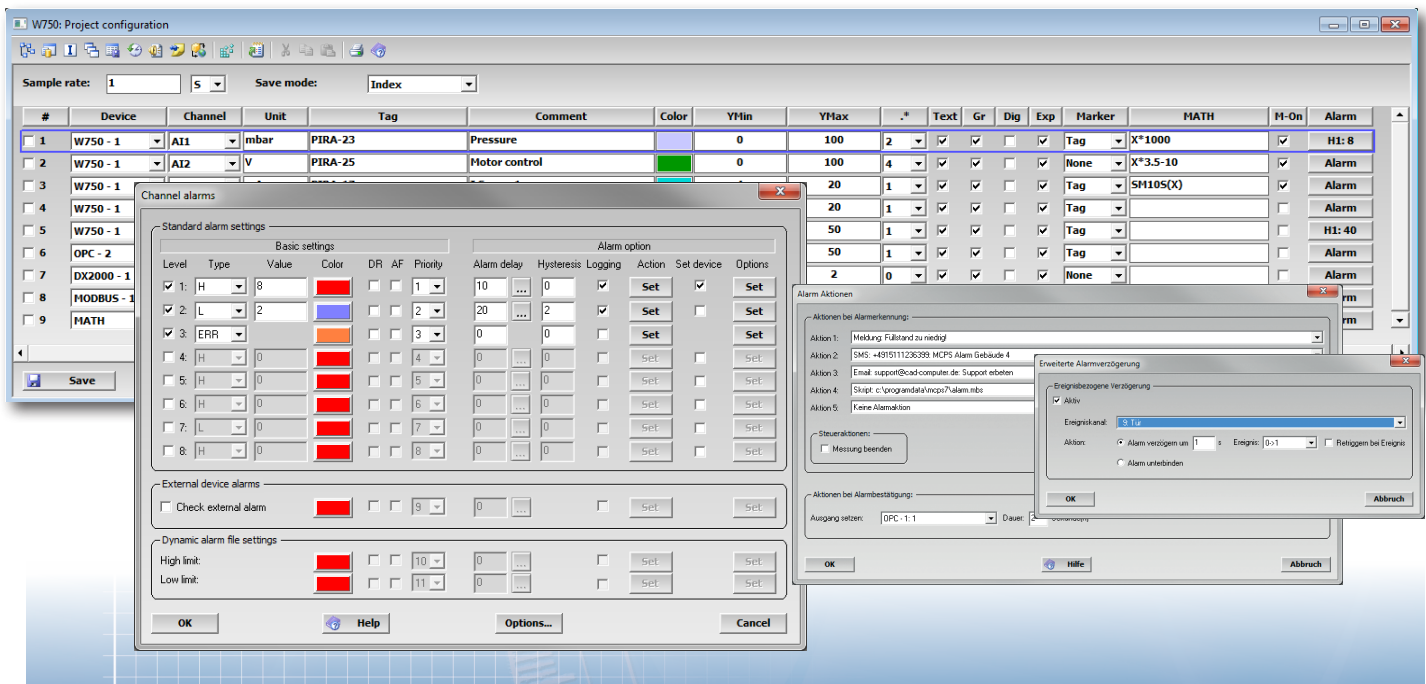 W750: Project configuration
Sample rate: 1 S Save mode: Index
# Device Channel Unit Tag Comment Color YMin YMax .* Text Gr Dig Exp Marker MATH M-On Alarm
1 W750 - 1 AI1 mbar PIRA-23 Pressure 0 100 2 Tag X*1000 H1: 8
2 W750 - 1 AI2 V PIRA-25 Motor control 0 100 4 None X*3.5-10 Alarm
3 W750 - 1 20 1 Tag SM10S(X) Alarm
4 W750 - 1 20 1 Tag Alarm
5 W750 - 1 50 1 Tag H1: 40
6 OPC - 2 50 1 Tag Alarm
7 DX2000 - 1 2 0 None Alarm
8 MODBUS - 1
9 MATH
Save
Channel alarms
Standard alarm settings
Basic settings Alarm option
Level Type Value Color DR AF Priority Alarm delay Hysteresis Logging Action Set device Options
1: H 8 1 10 ... 0 Set Set
2: L 2 2 20 ... 2 Set Set
3: ERR 3 0 0 Set Set
4: H 0 4 0 ... 0 Set Set
5: H 0 5 0 ... 0 Set Set
6: H 0 6 0 ... 0 Set Set
7: L 0 7 0 ... 0 Set Set
8: H 0 8 0 ... 0 Set Set
External device alarms
Check external alarm 9 0 ... Set Set
Dynamic alarm file settings
High limit: 10 0 ... Set Set
Low limit: 11 0 ... Set Set
OK Help Options... Cancel
Alarm Aktionen
Aktionen bei Alarmerkennung:
Aktion 1: Meldung: Füllstand zu niedrig!
Aktion 2: SMS: +4915111236399: MCPS Alarm Gebäude 4
Aktion 3: Email: support@cad-computer.de: Support erbeten
Aktion 4: Skript: c:\programdata\mcps7\alarm.mbs
Aktion 5: Keine Alarmaktion
Steueraktionen:
Messung beenden
Aktionen bei Alarmbestätigung:
Ausgang setzen: OPC - 1: 1 Dauer:
OK Hilfe Abbruch
Erweiterte Alarmverzögerung
Ereignisbezogene Verzögerung
Aktiv
Ereigniskanal: 9: Tür
Aktion: Alarm verzögern um 1 s Ereignis: 0->1 Retriggern bei Ereignis
Alarm unterbinden
OK Abbruch